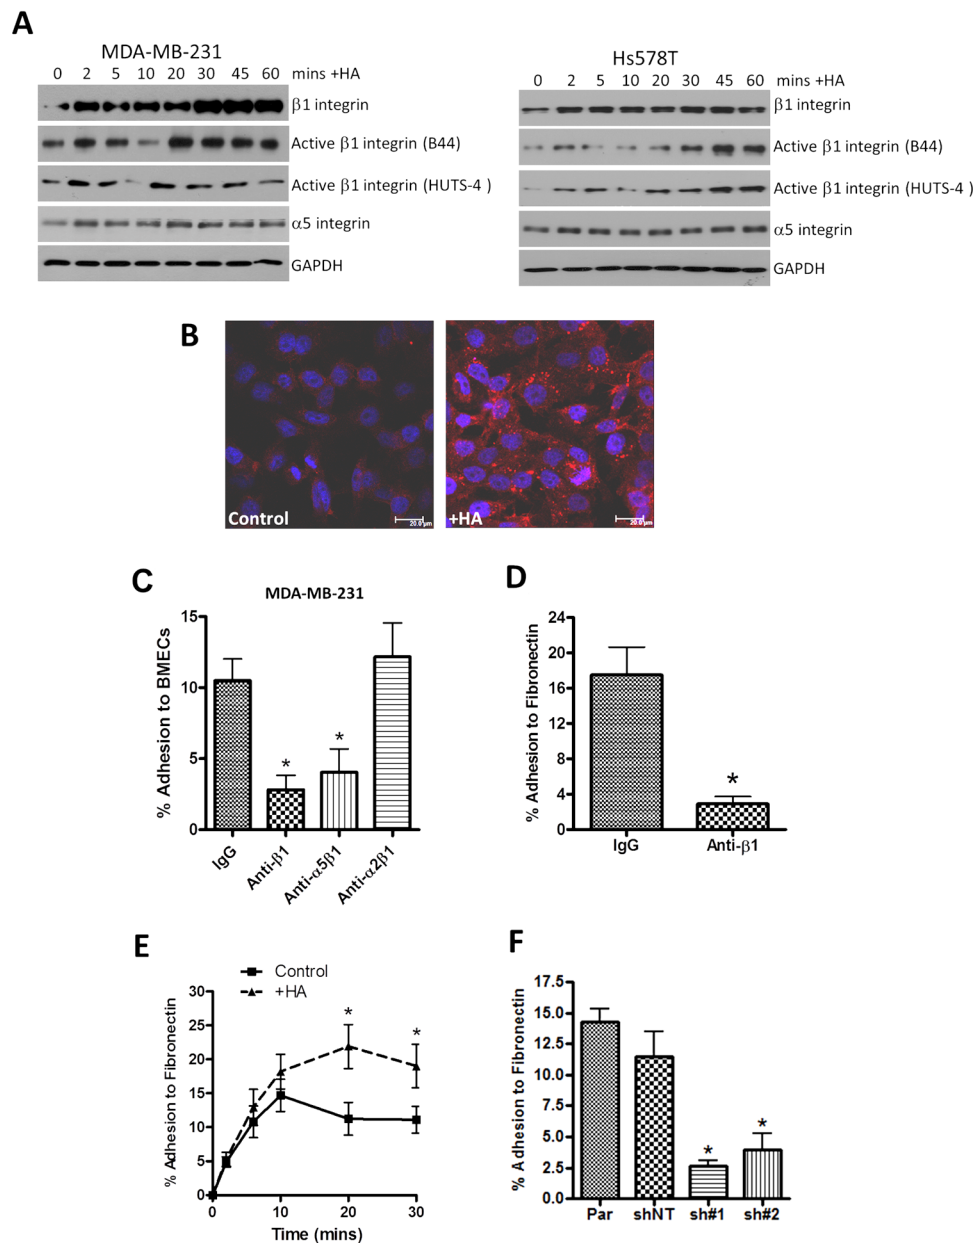 A
MDA-MB-231
0 2 5 10 20 30 45 60 mins +HA
β1 integrin
Active β1 integrin (B44)
Active β1 integrin (HUTS-4 )
α5 integrin
GAPDH
Hs578T
0 2 5 10 20 30 45 60 mins +HA
β1 integrin
Active β1 integrin (B44)
Active β1 integrin (HUTS-4 )
α5 integrin
GAPDH
B
Control
20.0 µm
+HA
20.0 µm
C
MDA-MB-231
% Adhesion to BMECs
15
10
5
0
* *
IgG
Anti-β1
Anti-α5β1
Anti-α2β1
D
% Adhesion to Fibronectin
24
20
16
12
8
4
0
*
IgG Anti-β1
E
Control
+HA
% Adhesion to Fibronectin
30
25
20
15
10
5
0
* *
0 10 20 30
Time (mins)
F
% Adhesion to Fibronectin
17.5
15.0
12.5
10.0
7.5
5.0
2.5
0.0
* *
Par shNT sh#1 sh#2